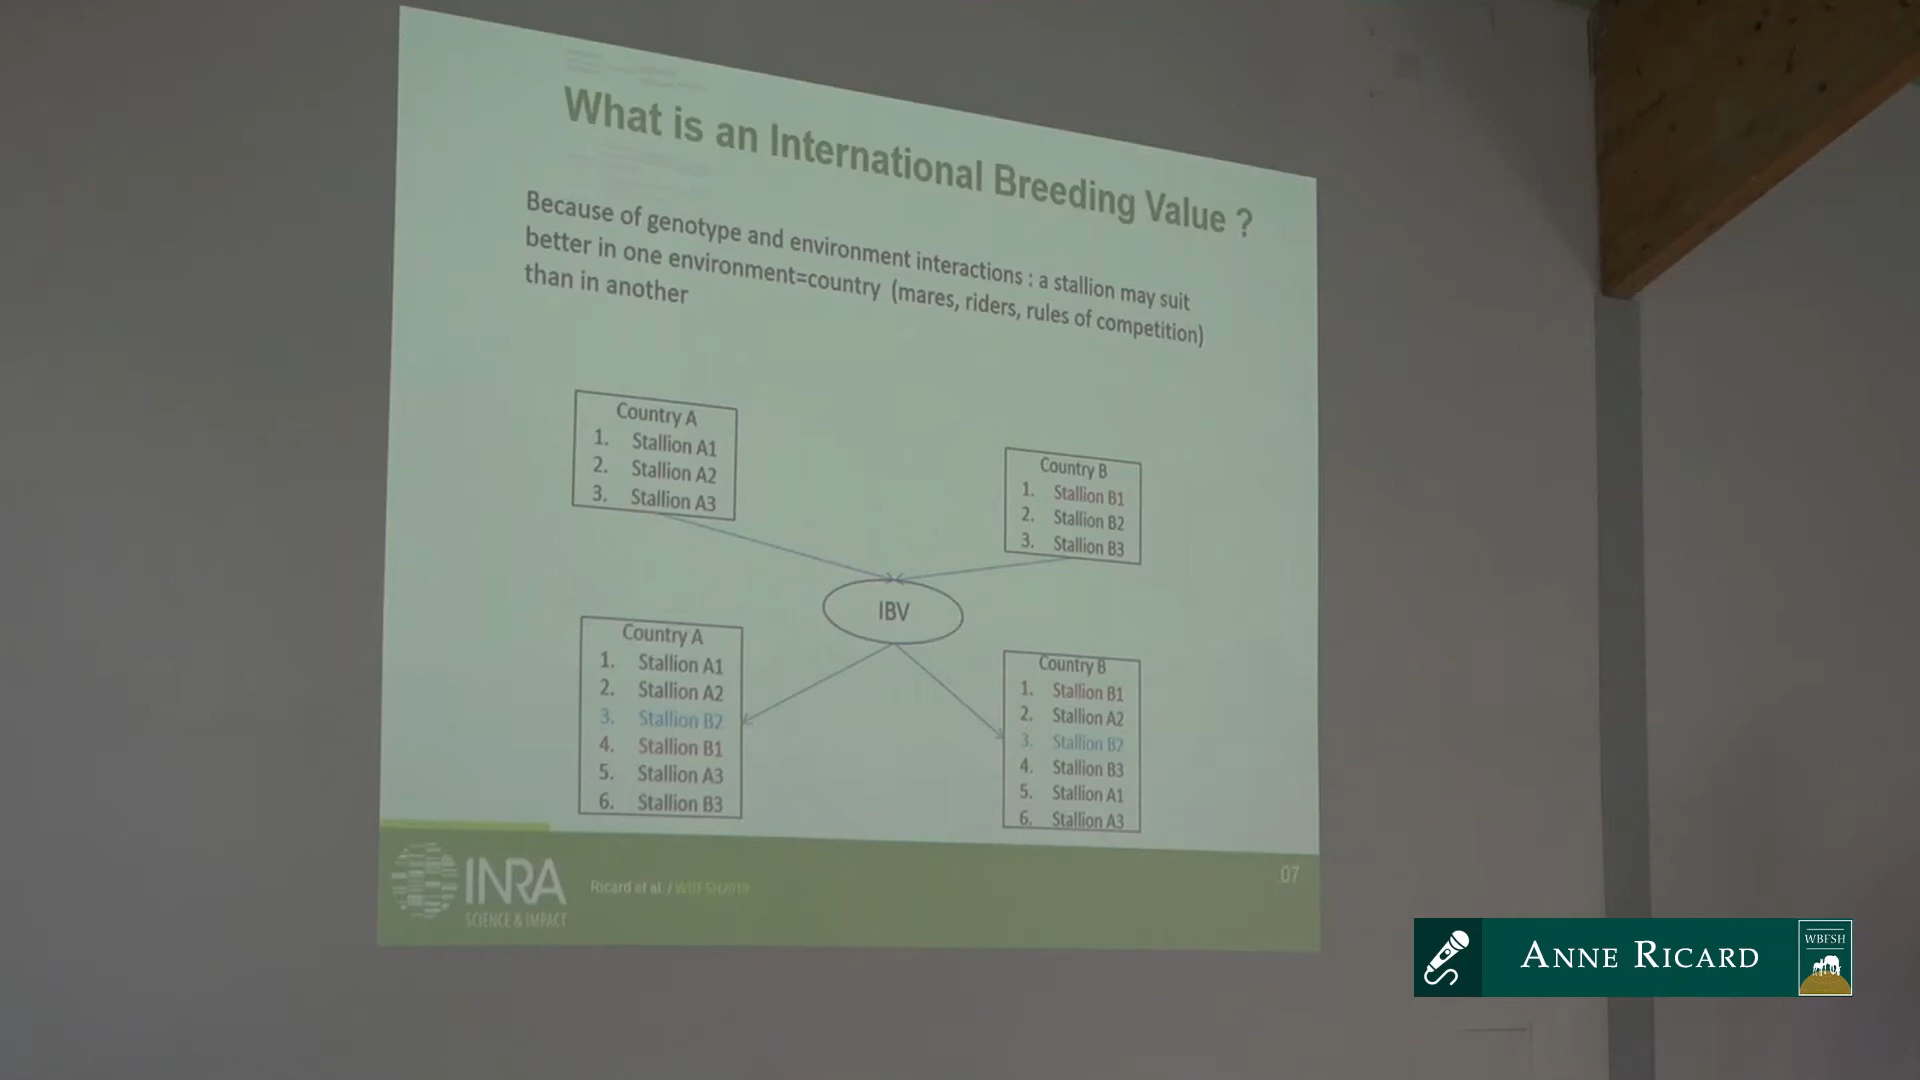 What is an International Breeding Value ?
Because of genotype and environment interactions : a stallion may suit
better in one environment=country (mares, riders, rules of competition)
than in another
Country A
1. Stallion A1
2. Stallion A2
3. Stallion A3
Country B
1. Stallion B1
2. Stallion B2
3. Stallion B3
IBV
Country A
1. Stallion A1
2. Stallion A2
3. Stallion B2
4. Stallion B1
5. Stallion A3
6. Stallion B3
Country B
1. Stallion B1
2. Stallion A2
3. Stallion B2
4. Stallion B3
5. Stallion A1
6. Stallion A3
INRA
SCIENCE & IMPACT
Ricard et al. /
07
ANNE RICARD
WBFSH